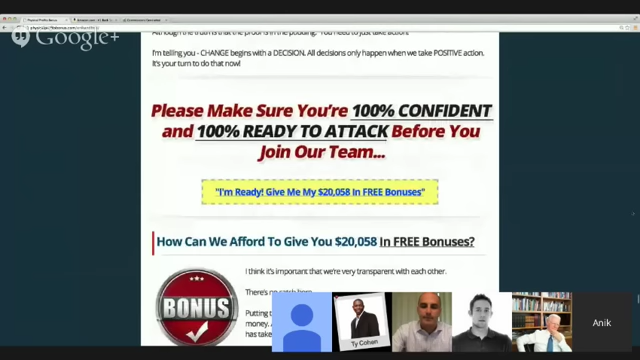 Google+
Although the truth is that the proof is in the pudding. You need to just take action.
I'm telling you - CHANGE begins with a DECISION. All decisions only happen when we take POSITIVE action.
It's your turn to do that now!
Please Make Sure You're 100% CONFIDENT
and 100% READY TO ATTACK Before You
Join Our Team...
"I'm Ready! Give Me My $20,058 In FREE Bonuses"
How Can We Afford To Give You $20,058 In FREE Bonuses?
I think it's important that we're very transparent with each other.
There's no catch here
Putting
money. A
has take
BONUS
Ty Cohan
Anik